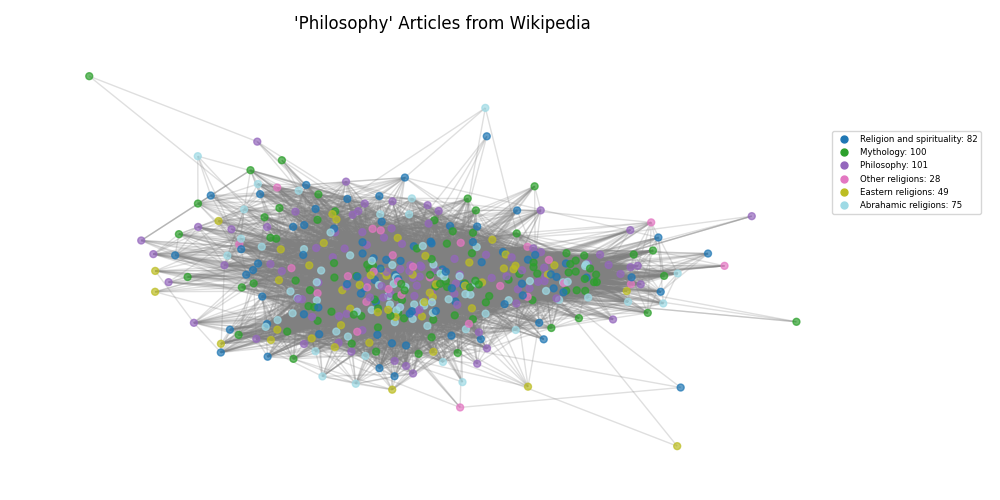 'Philosophy' Articles from Wikipedia
Religion and spirituality: 82
Mythology: 100
Philosophy: 101
Other religions: 28
Eastern religions: 49
Abrahamic religions: 75